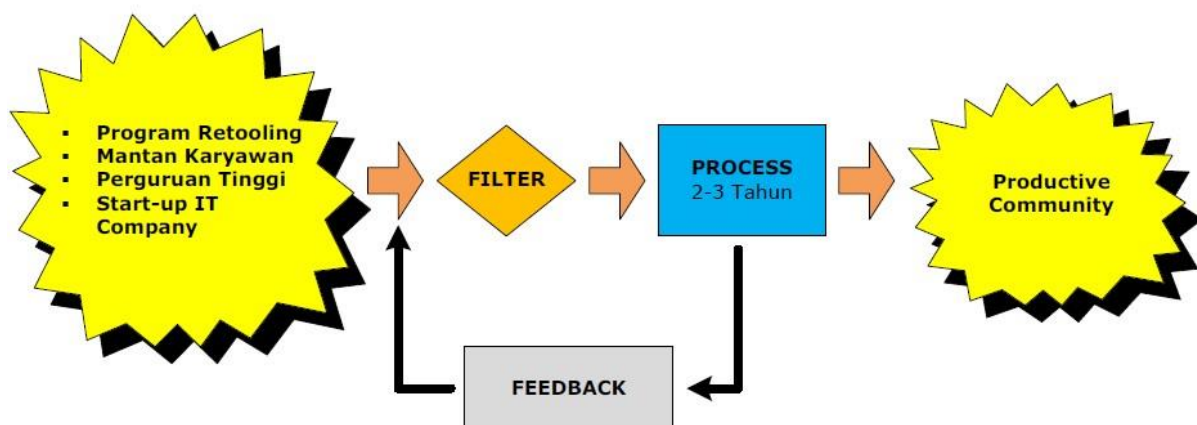 ▪ Program Retooling
▪ Mantan Karyawan
▪ Perguruan Tinggi
▪ Start-up IT
Company
FILTER
PROCESS
2-3 Tahun
Productive
Community
FEEDBACK